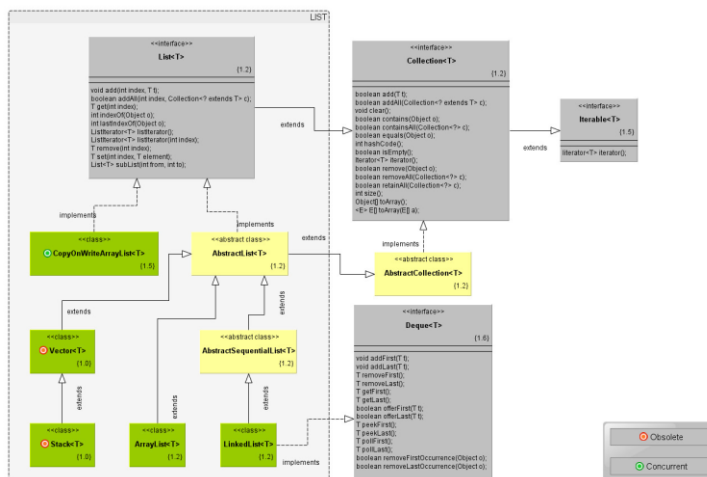 LIST
<<interface>>
List<T>
{1.2}
void add(int index, T t);
boolean addAll(int index, Collection<? extends T> c);
T get(int index);
int indexOf(Object o);
int lastIndexOf(Object o);
ListIterator<T> listIterator();
ListIterator<T> listIterator(int index);
T remove(int index);
T set(int index, T element);
List<T> subList(int from, int to);
extends
<<interface>>
Collection<T>
{1.2}
boolean add(T t);
boolean addAll(Collection<? extends T> c);
void clear();
boolean contains(Object o);
boolean containsAll(Collection<?> c);
boolean equals(Object o);
int hashCode();
boolean isEmpty();
Iterator<T> iterator();
boolean remove(Object o);
boolean removeAll(Collection<?> c);
boolean retainAll(Collection<?> c);
int size();
Object[] toArray();
<E> E[] toArray(E[] a);
extends
<<interface>>
Iterable<T>
{1.5}
Iterator<T> iterator();
implements
implements
implements
<<class>>
CopyOnWriteArrayList<T>
{1.5}
<<abstract class>>
AbstractList<T>
{1.2}
extends
<<abstract class>>
AbstractCollection<T>
{1.2}
extends
extends
<<class>>
Vector<T>
{1.0}
<<abstract class>>
AbstractSequentialList<T>
{1.2}
<<interface>>
Deque<T>
{1.6}
void addFirst(T t);
void addLast(T t);
T removeFirst();
T removeLast();
T getFirst();
T getLast();
boolean offerFirst(T t);
boolean offerLast(T t);
T peekFirst();
T peekLast();
T pollFirst();
T pollLast();
boolean removeFirstOccurrence(Object o);
boolean removeLastOccurrence(Object o);
extends
extends
extends
<<class>>
Stack<T>
{1.0}
<<class>>
ArrayList<T>
{1.2}
<<class>>
LinkedList<T>
{1.2}
implements
Obsolete
Concurrent